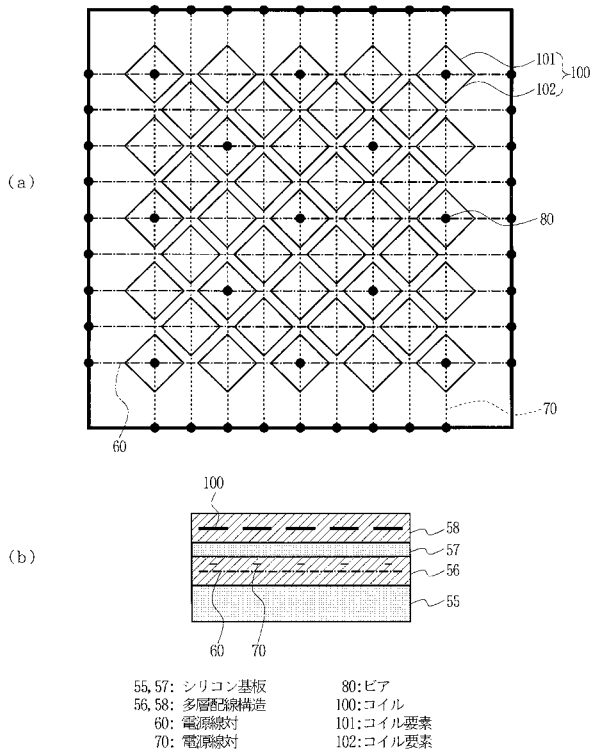 101
100
102
(a)
80
60
70
100
(b)
58
57
56
55
60
70
55,57: シリコン基板
56,58: 多層配線構造
60: 電源線対
70: 電源線対
80: ビア
100: コイル
101: コイル要素
102: コイル要素